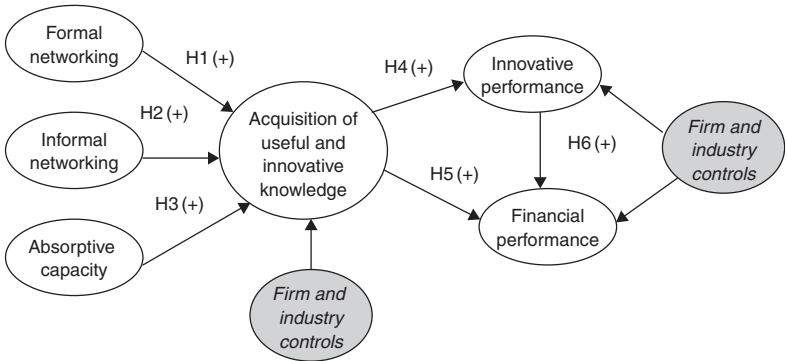 Formal
networking
H1 (+)
Informal
networking
H2 (+)
Absorptive
capacity
H3 (+)
Acquisition of
useful and
innovative
knowledge
Firm and
industry
controls
H4 (+)
H5 (+)
Innovative
performance
H6 (+)
Financial
performance
Firm and
industry
controls